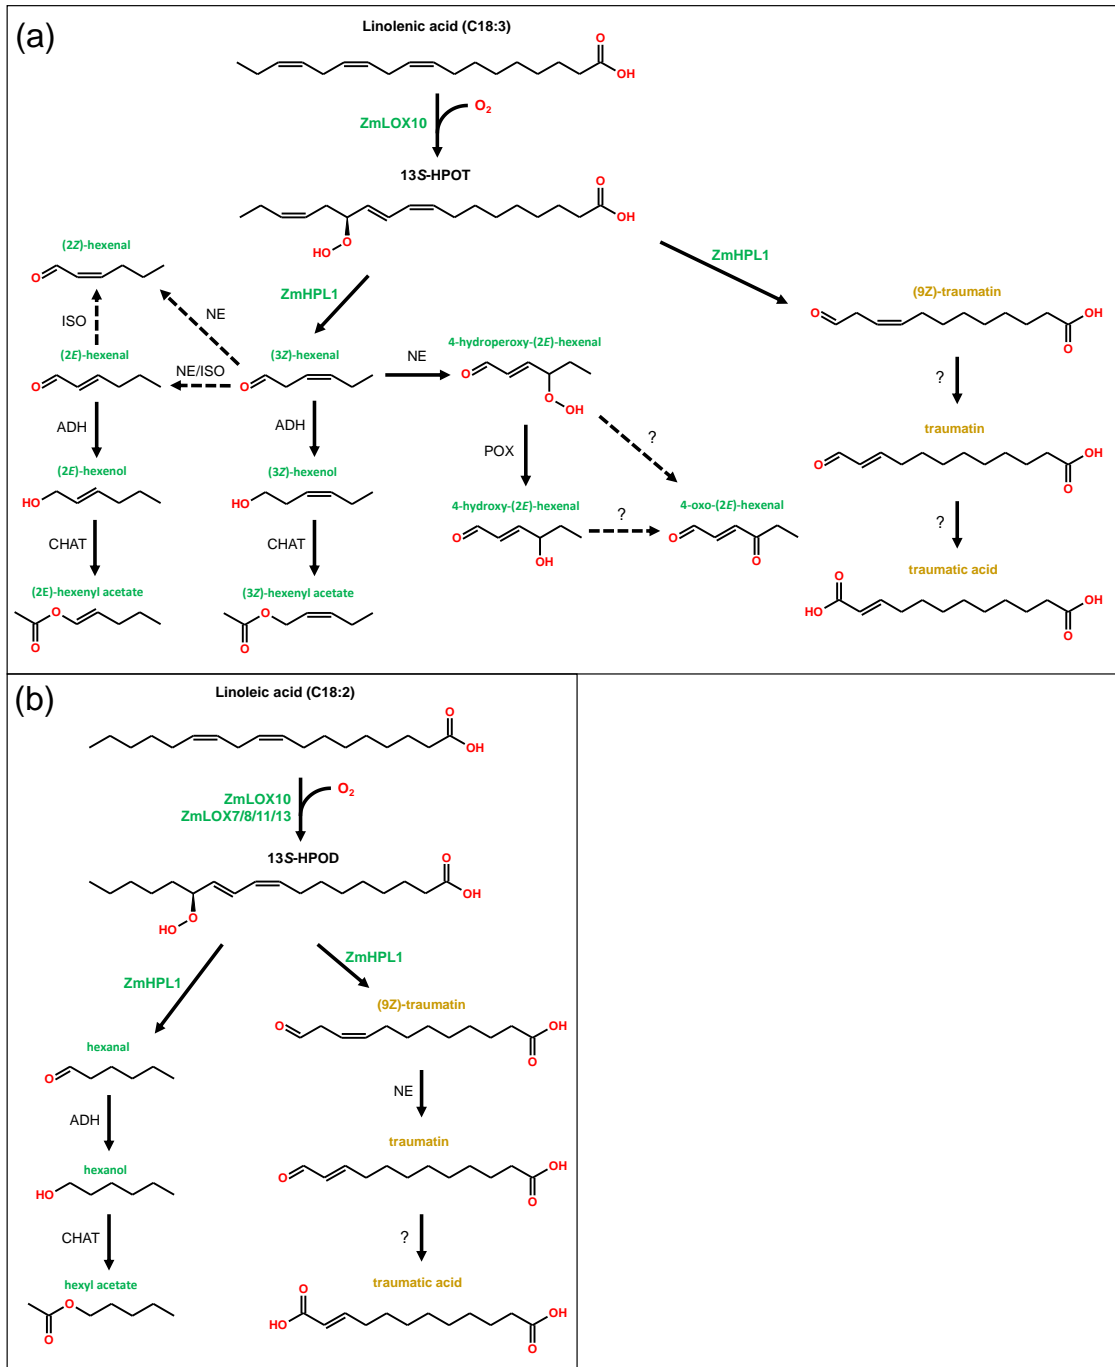 (a)
Linolenic acid (C18:3)
O
OH
ZmLOX10
O2
13S-HPOT
O
OH
O
HO
(2Z)-hexenal
O
ZmHPL1
ZmHPL1
(9Z)-traumatin
O
OH
O
ISO
NE
(2E)-hexenal
O
NE/ISO
(3Z)-hexenal
O
NE
4-hydroperoxy-(2E)-hexenal
O
O
OH
?
ADH
ADH
POX
?
traumatin
O
OH
O
(2E)-hexenol
HO
(3Z)-hexenol
HO
4-hydroxy-(2E)-hexenal
O
OH
?
4-oxo-(2E)-hexenal
O
O
?
CHAT
CHAT
traumatic acid
O
HO
OH
O
(2E)-hexenyl acetate
O
O
(3Z)-hexenyl acetate
O
O
(b)
Linoleic acid (C18:2)
O
OH
ZmLOX10
ZmLOX7/8/11/13
O2
13S-HPOD
O
OH
O
HO
ZmHPL1
ZmHPL1
(9Z)-traumatin
O
OH
O
hexanal
O
ADH
NE
traumatin
O
OH
O
hexanol
HO
CHAT
?
traumatic acid
O
HO
OH
O
hexyl acetate
O
O